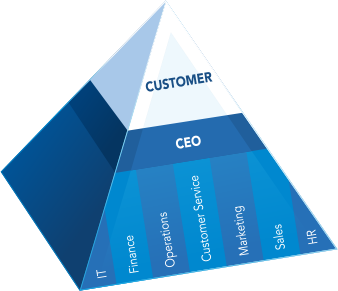 CUSTOMER
CEO
IT
Finance
Operations
Customer Service
Marketing
Sales
HR